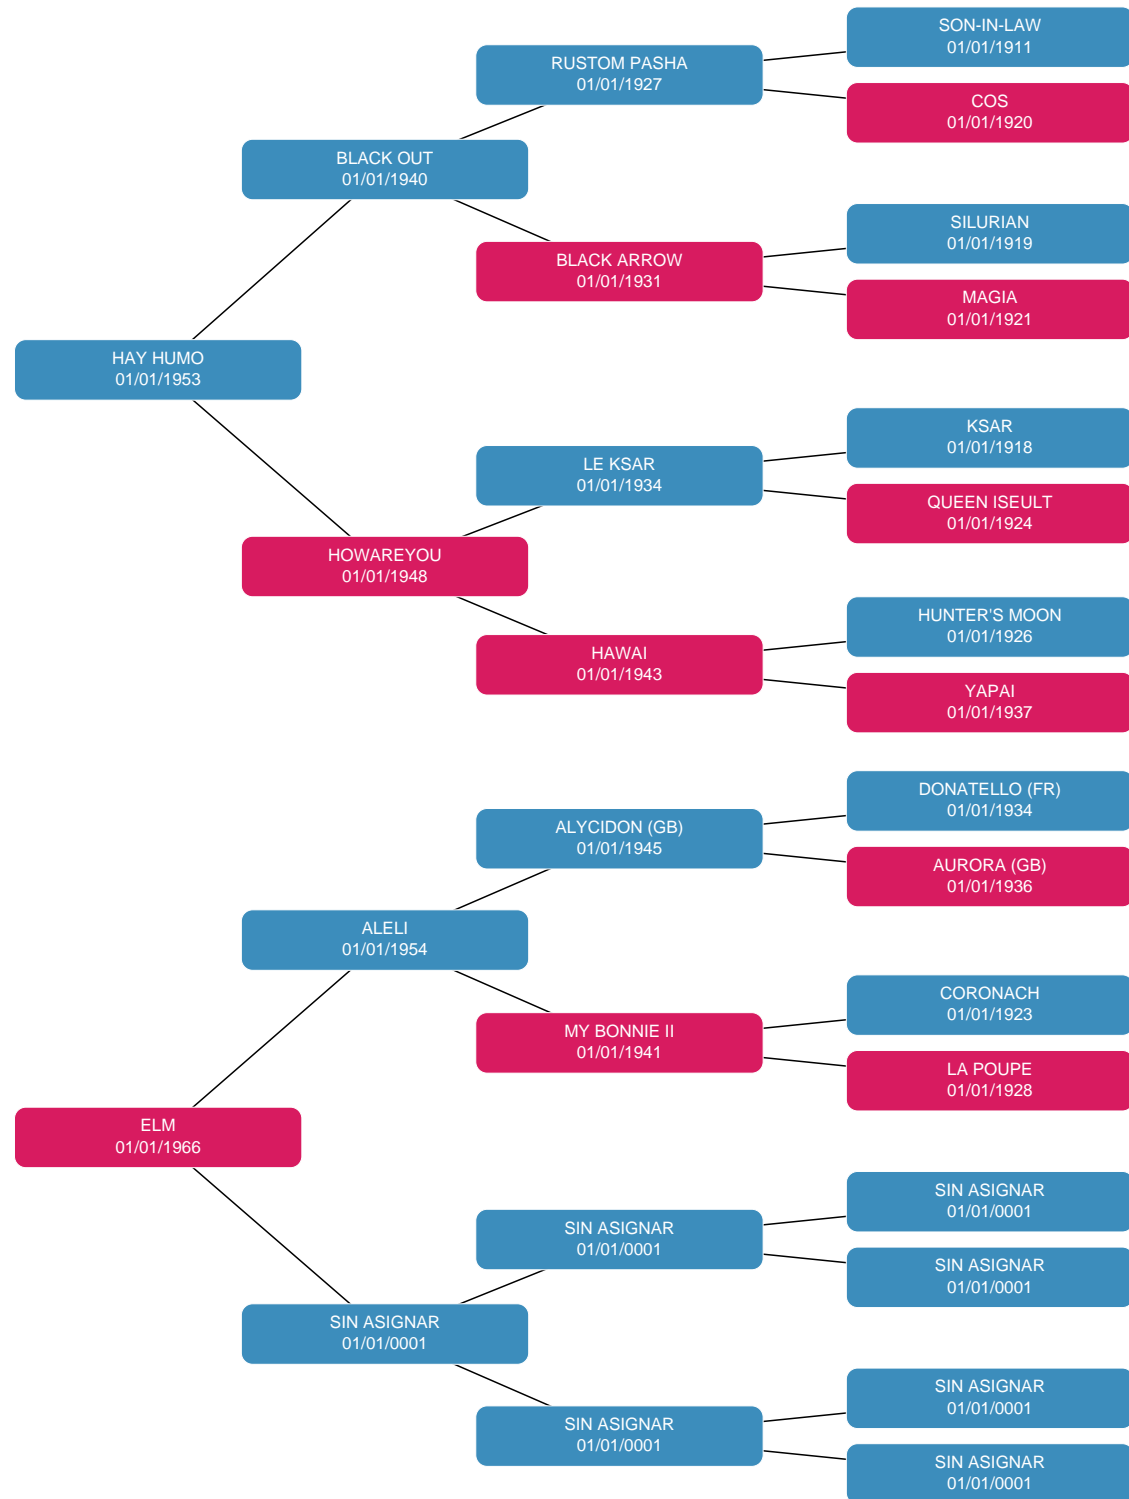 SON-IN-LAW
01/01/1911
RUSTOM PASHA
01/01/1927
COS
01/01/1920
BLACK OUT
01/01/1940
SILURIAN
01/01/1919
BLACK ARROW
01/01/1931
MAGIA
01/01/1921
HAY HUMO
01/01/1953
KSAR
01/01/1918
LE KSAR
01/01/1934
QUEEN ISEULT
01/01/1924
HOWAREYOU
01/01/1948
HUNTER'S MOON
01/01/1926
HAWAI
01/01/1943
YAPAI
01/01/1937
DONATELLO (FR)
01/01/1934
ALYCIDON (GB)
01/01/1945
AURORA (GB)
01/01/1936
ALELI
01/01/1954
CORONACH
01/01/1923
MY BONNIE II
01/01/1941
LA POUPE
01/01/1928
ELM
01/01/1966
SIN ASIGNAR
01/01/0001
SIN ASIGNAR
01/01/0001
SIN ASIGNAR
01/01/0001
SIN ASIGNAR
01/01/0001
SIN ASIGNAR
01/01/0001
SIN ASIGNAR
01/01/0001
SIN ASIGNAR
01/01/0001